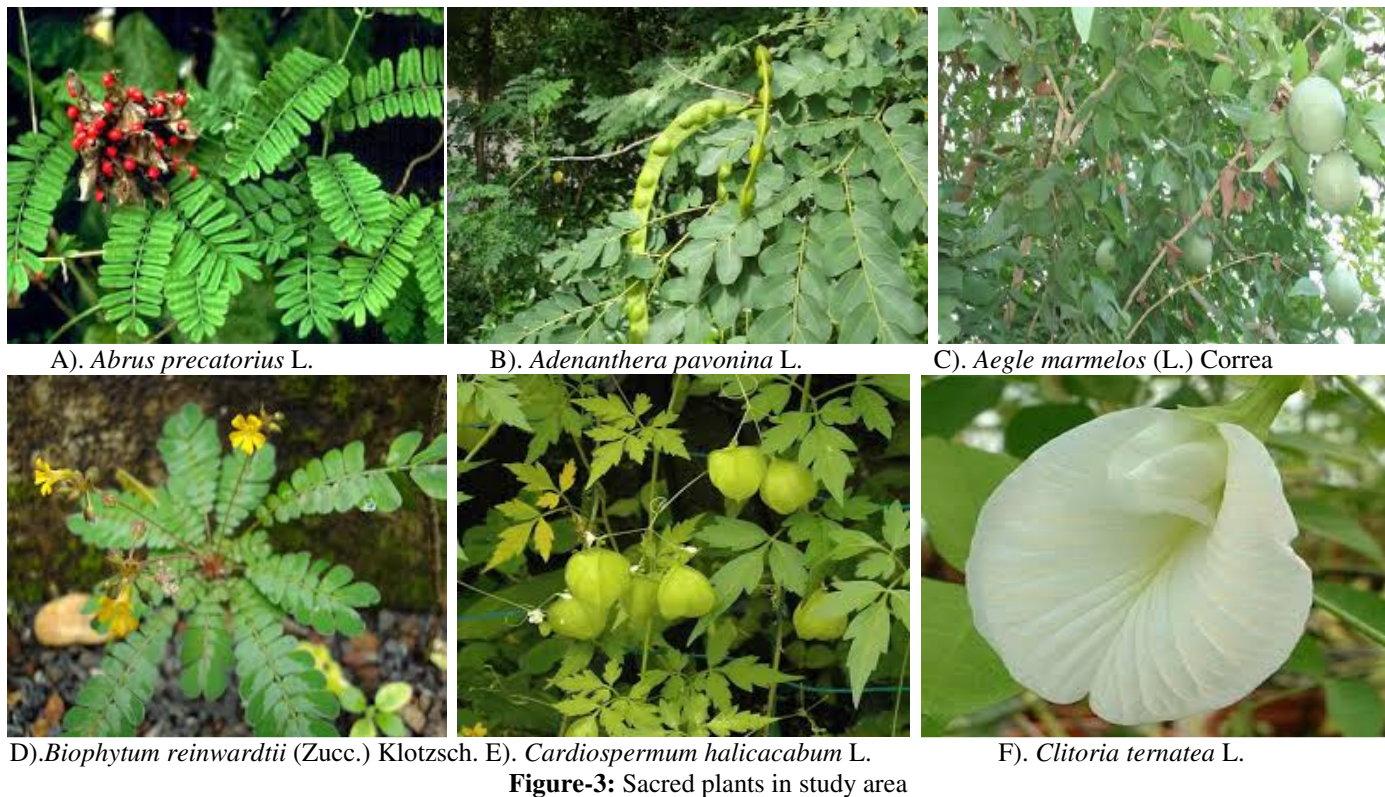 A). Abrus precatorius L. B). Adenanthera pavonina L. C). Aegle marmelos (L.) Correa
D).Biophytum reinwardtii (Zucc.) Klotzsch. E). Cardiospermum halicacabum L. F). Clitoria ternatea L.
Figure-3: Sacred plants in study area